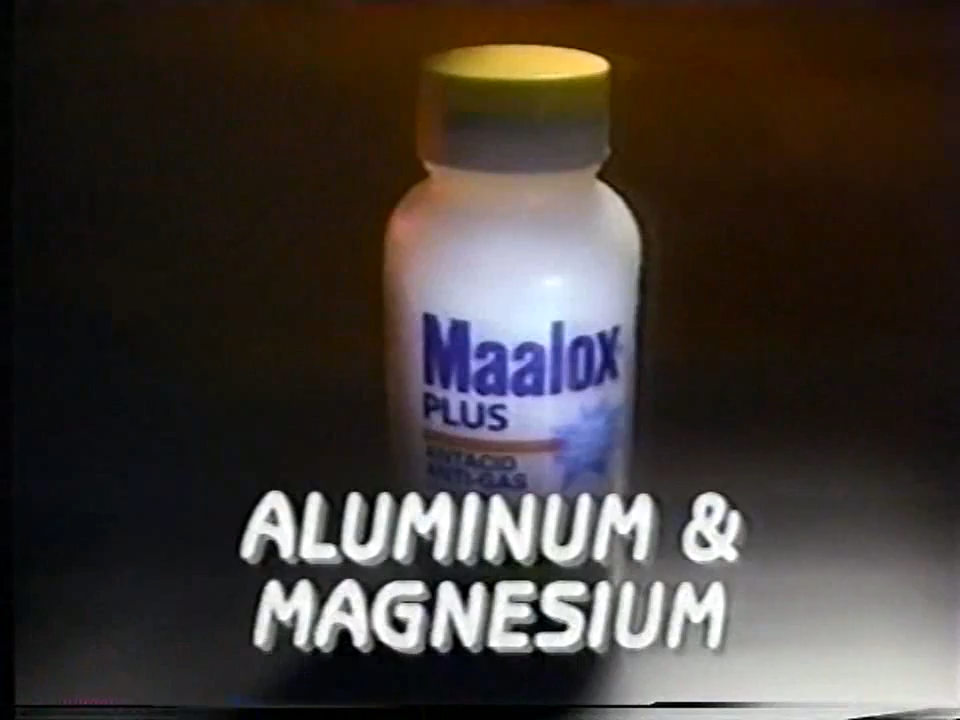 Maalox
PLUS
ANTACID
ANTI-GAS
ALUMINUM &
MAGNESIUM